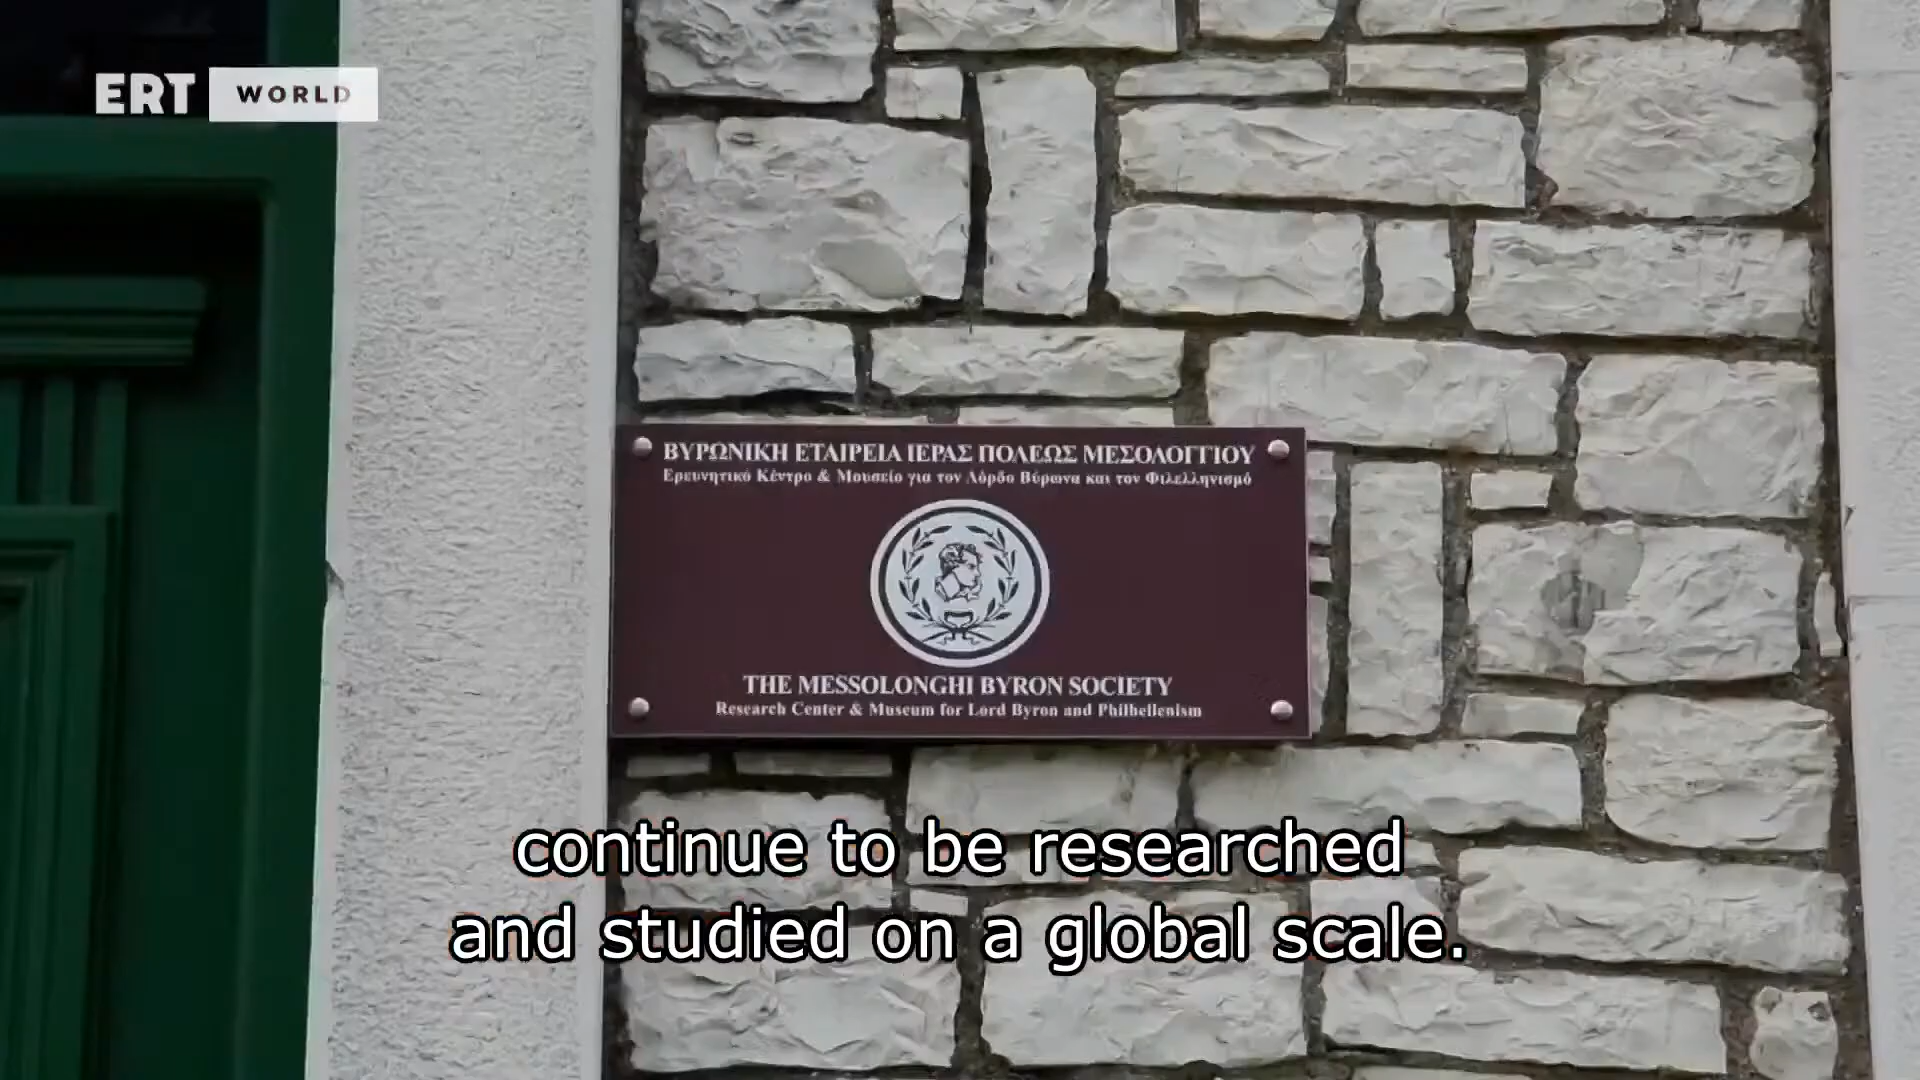 ERT WORLD
ΒΥΡΩΝΙΚΗ ΕΤΑΙΡΕΙΑ ΙΕΡΑΣ ΠΟΛΕΩΣ ΜΕΣΟΛΟΓΓΙΟΥ
Ερευνητικό Κέντρο & Μουσείο για τον Λόρδο Βύρωνα και τον Φιλελληνισμό
THE MESSOLONGHI BYRON SOCIETY
Research Center & Museum for Lord Byron and Philhellenism
continue to be researched
and studied on a global scale.